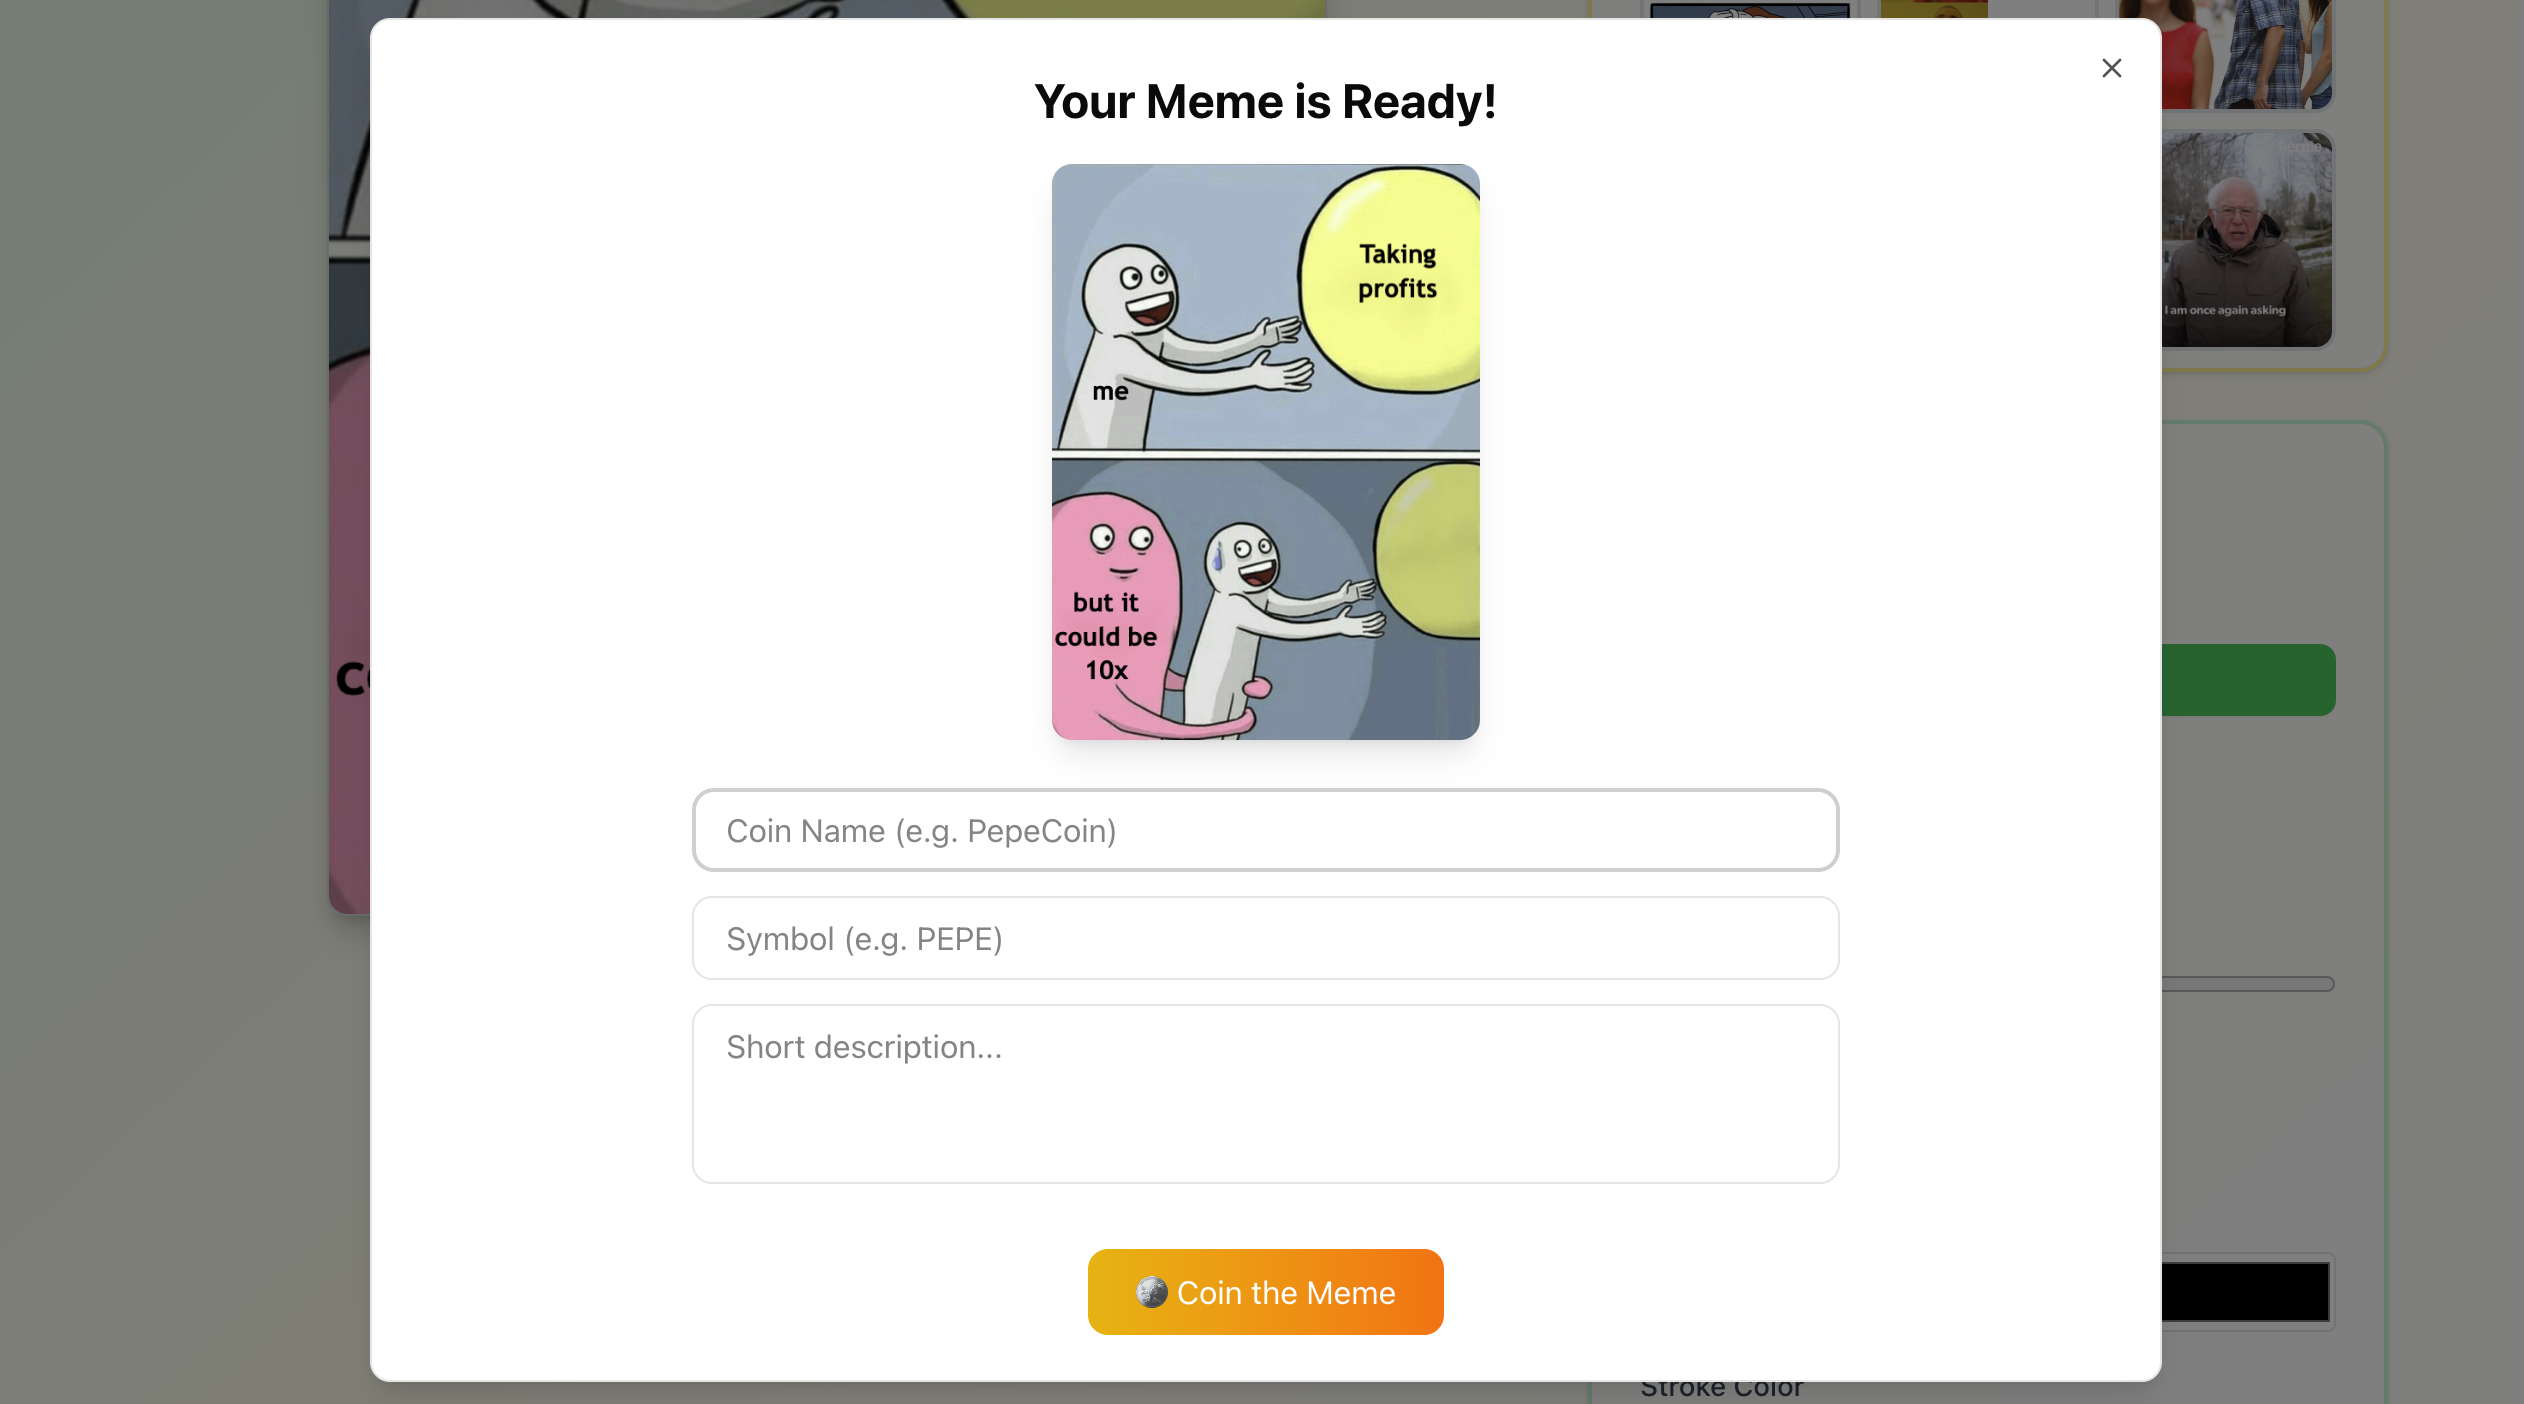 Your Meme is Ready!
Taking
profits
me
but it
could be
10x
Coin Name (e.g. PepeCoin)
Symbol (e.g. PEPE)
Short description...
Coin the Meme
I am once again asking
Stroke Color